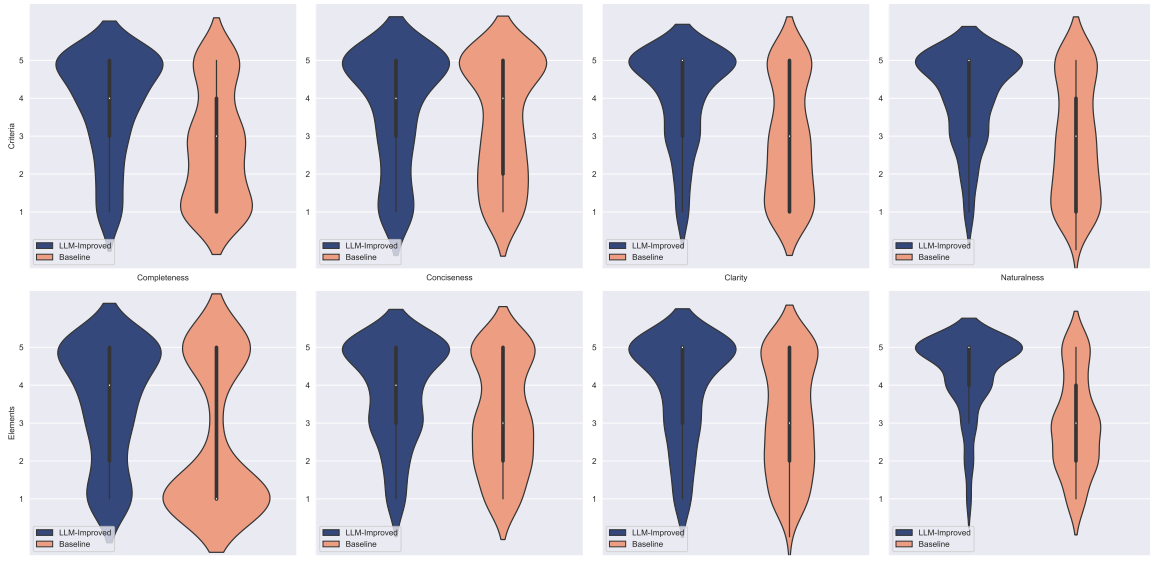 Criteria
5
4
3
2
1
LLM-Improved
Baseline
Completeness
5
4
3
2
1
LLM-Improved
Baseline
Conciseness
5
4
3
2
1
LLM-Improved
Baseline
Clarity
5
4
3
2
1
LLM-Improved
Baseline
Naturalness
Elements
5
4
3
2
1
LLM-Improved
Baseline
5
4
3
2
1
LLM-Improved
Baseline
5
4
3
2
1
LLM-Improved
Baseline
5
4
3
2
1
LLM-Improved
Baseline